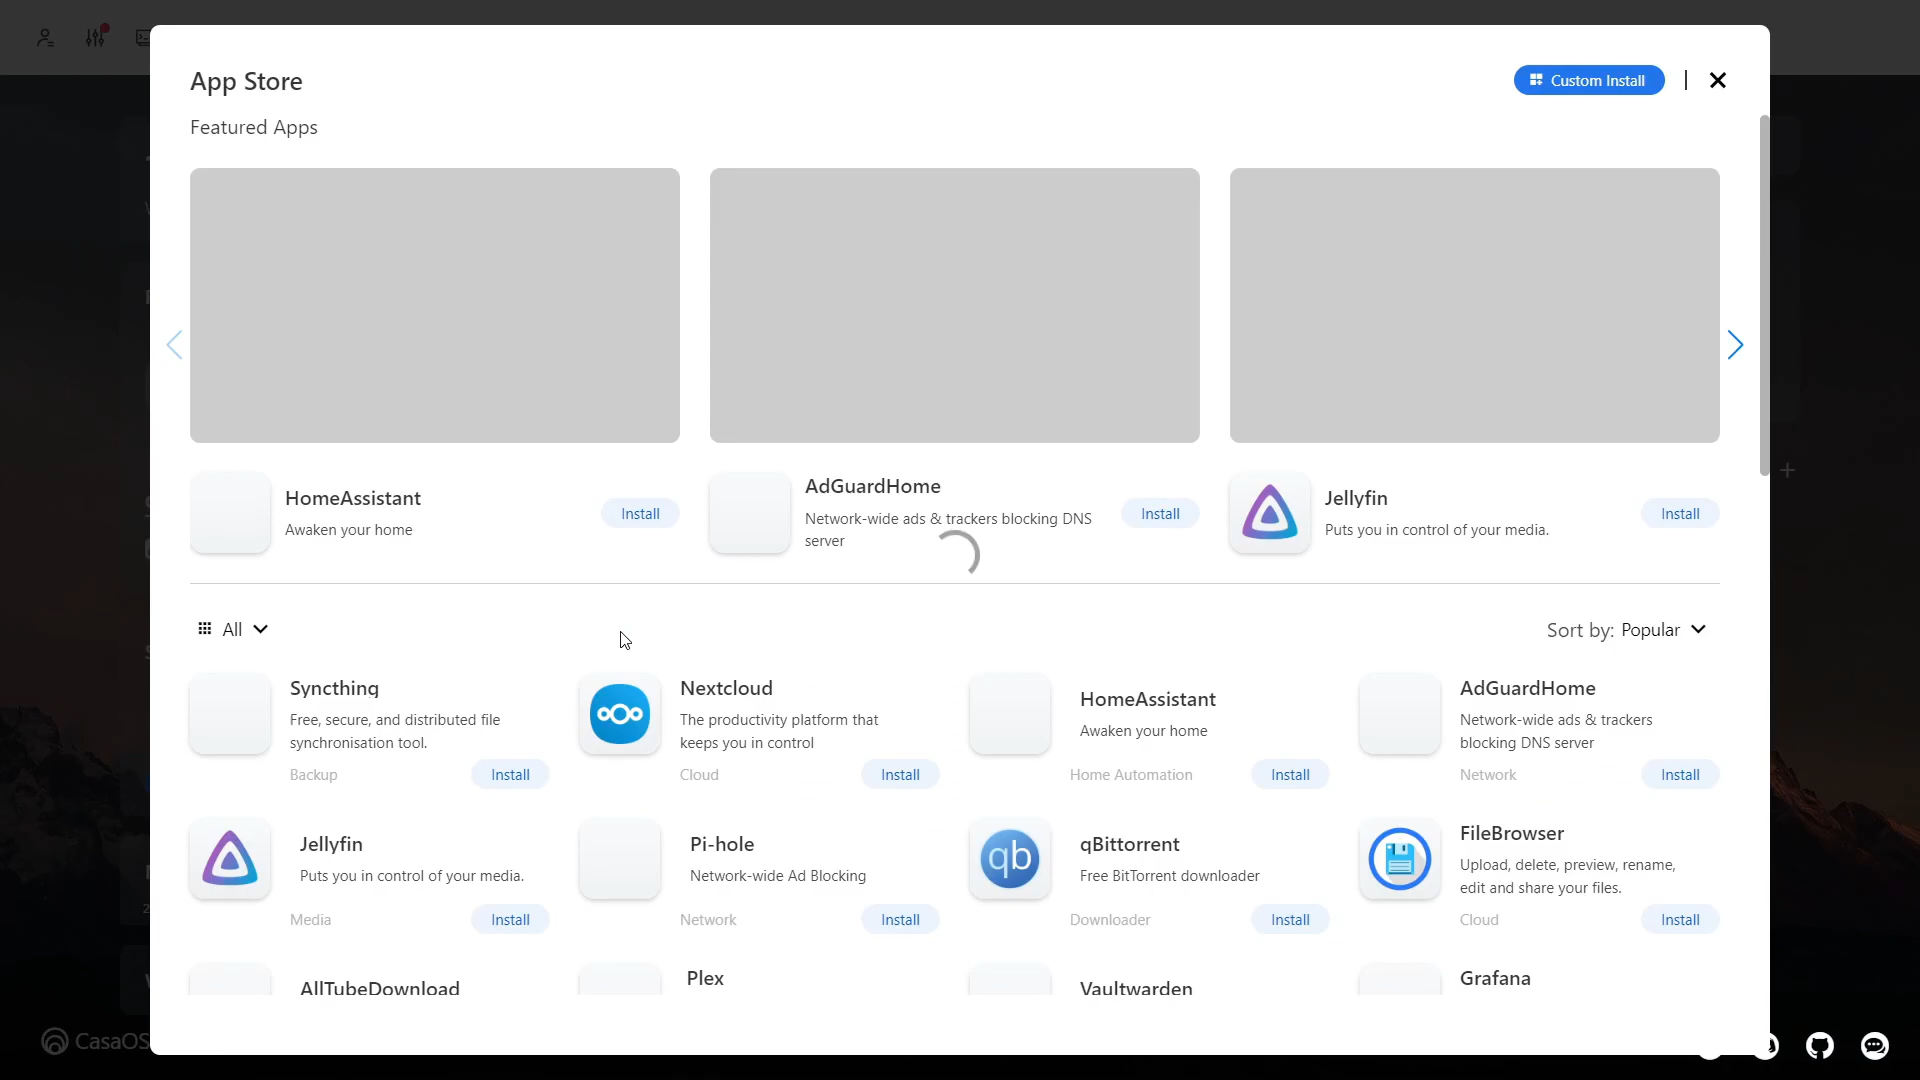 App Store
Custom Install
Featured Apps
HomeAssistant
Awaken your home
Install
AdGuardHome
Network-wide ads & trackers blocking DNS
server
Install
Jellyfin
Puts you in control of your media.
Install
All
Sort by: Popular
Syncthing
Free, secure, and distributed file
synchronisation tool.
Backup
Install
Nextcloud
The productivity platform that
keeps you in control
Cloud
Install
HomeAssistant
Awaken your home
Home Automation
Install
AdGuardHome
Network-wide ads & trackers
blocking DNS server
Network
Install
Jellyfin
Puts you in control of your media.
Media
Install
Pi-hole
Network-wide Ad Blocking
Network
Install
qb
qBittorrent
Free BitTorrent downloader
Downloader
Install
FileBrowser
Upload, delete, preview, rename,
edit and share your files.
Cloud
Install
AllTubeDownload
Plex
Vaultwarden
Grafana
CasaOS